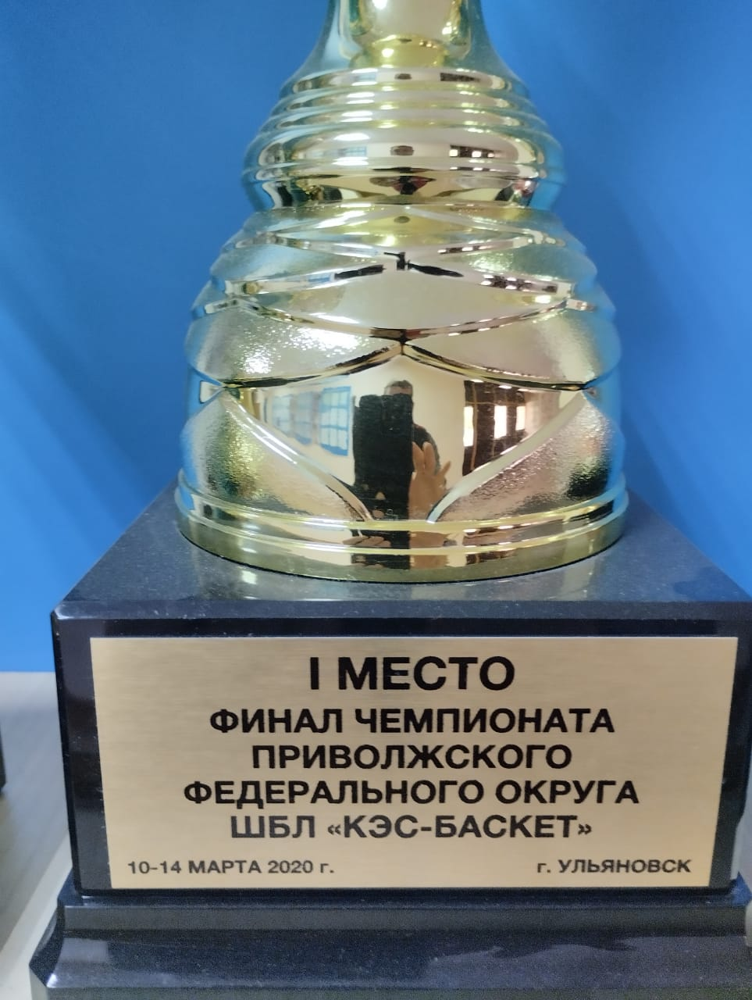 I МЕСТО
ФИНАЛ ЧЕМПИОНАТА
ПРИВОЛЖСКОГО
ФЕДЕРАЛЬНОГО ОКРУГА
ШБЛ «КЭС-БАСКЕТ»
10-14 МАРТА 2020 г. г. УЛЬЯНОВСК